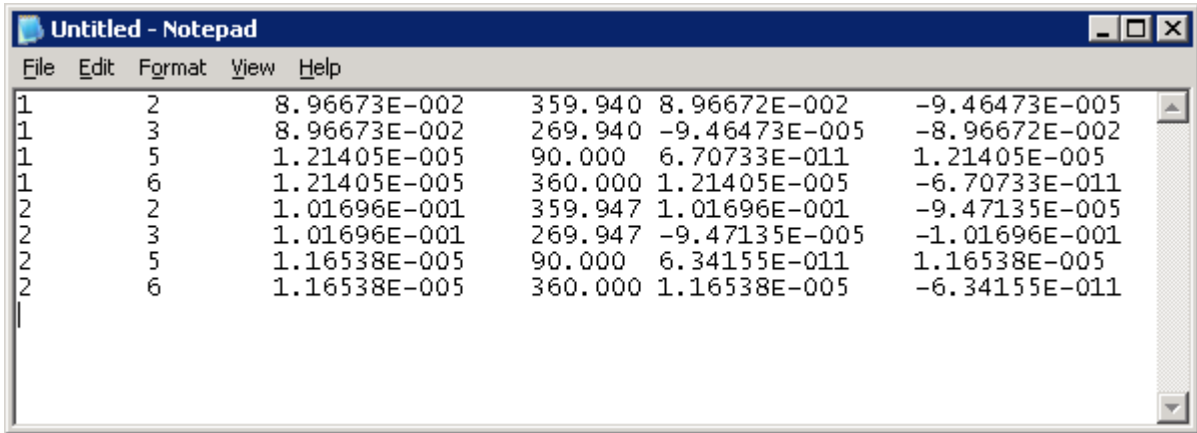 Untitled - Notepad
File Edit Format View Help
1 2 8.96673E-002 359.940 8.96672E-002 -9.46473E-005
1 3 8.96673E-002 269.940 -9.46473E-005 -8.96672E-002
1 5 1.21405E-005 90.000 6.70733E-011 1.21405E-005
1 6 1.21405E-005 360.000 1.21405E-005 -6.70733E-011
2 2 1.01696E-001 359.947 1.01696E-001 -9.47135E-005
2 3 1.01696E-001 269.947 -9.47135E-005 -1.01696E-001
2 5 1.16538E-005 90.000 6.34155E-011 1.16538E-005
2 6 1.16538E-005 360.000 1.16538E-005 -6.34155E-011